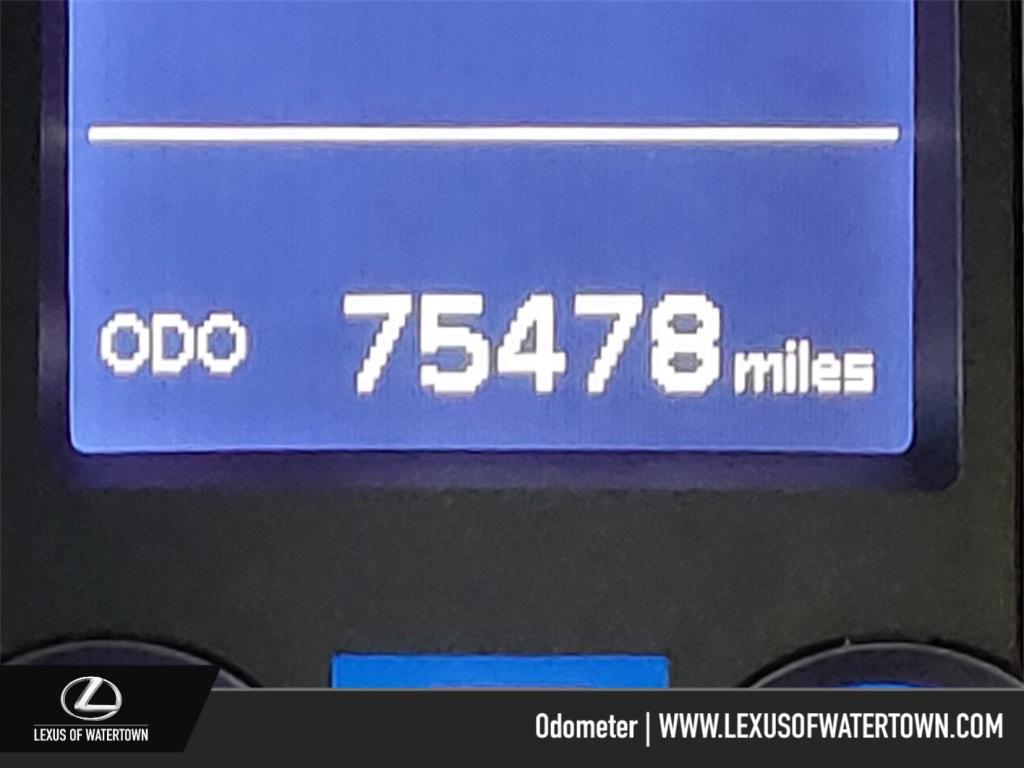 ODO 75478 miles
LEXUS OF WATERTOWN
Odometer | WWW.LEXUSOFWATERTOWN.COM